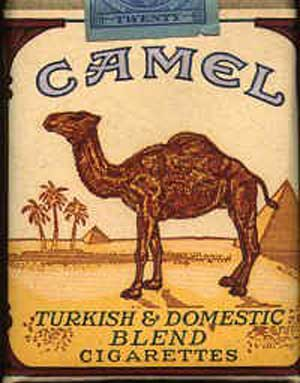 TWENTY
CAMEL
TURKISH & DOMESTIC
BLEND
CIGARETTES